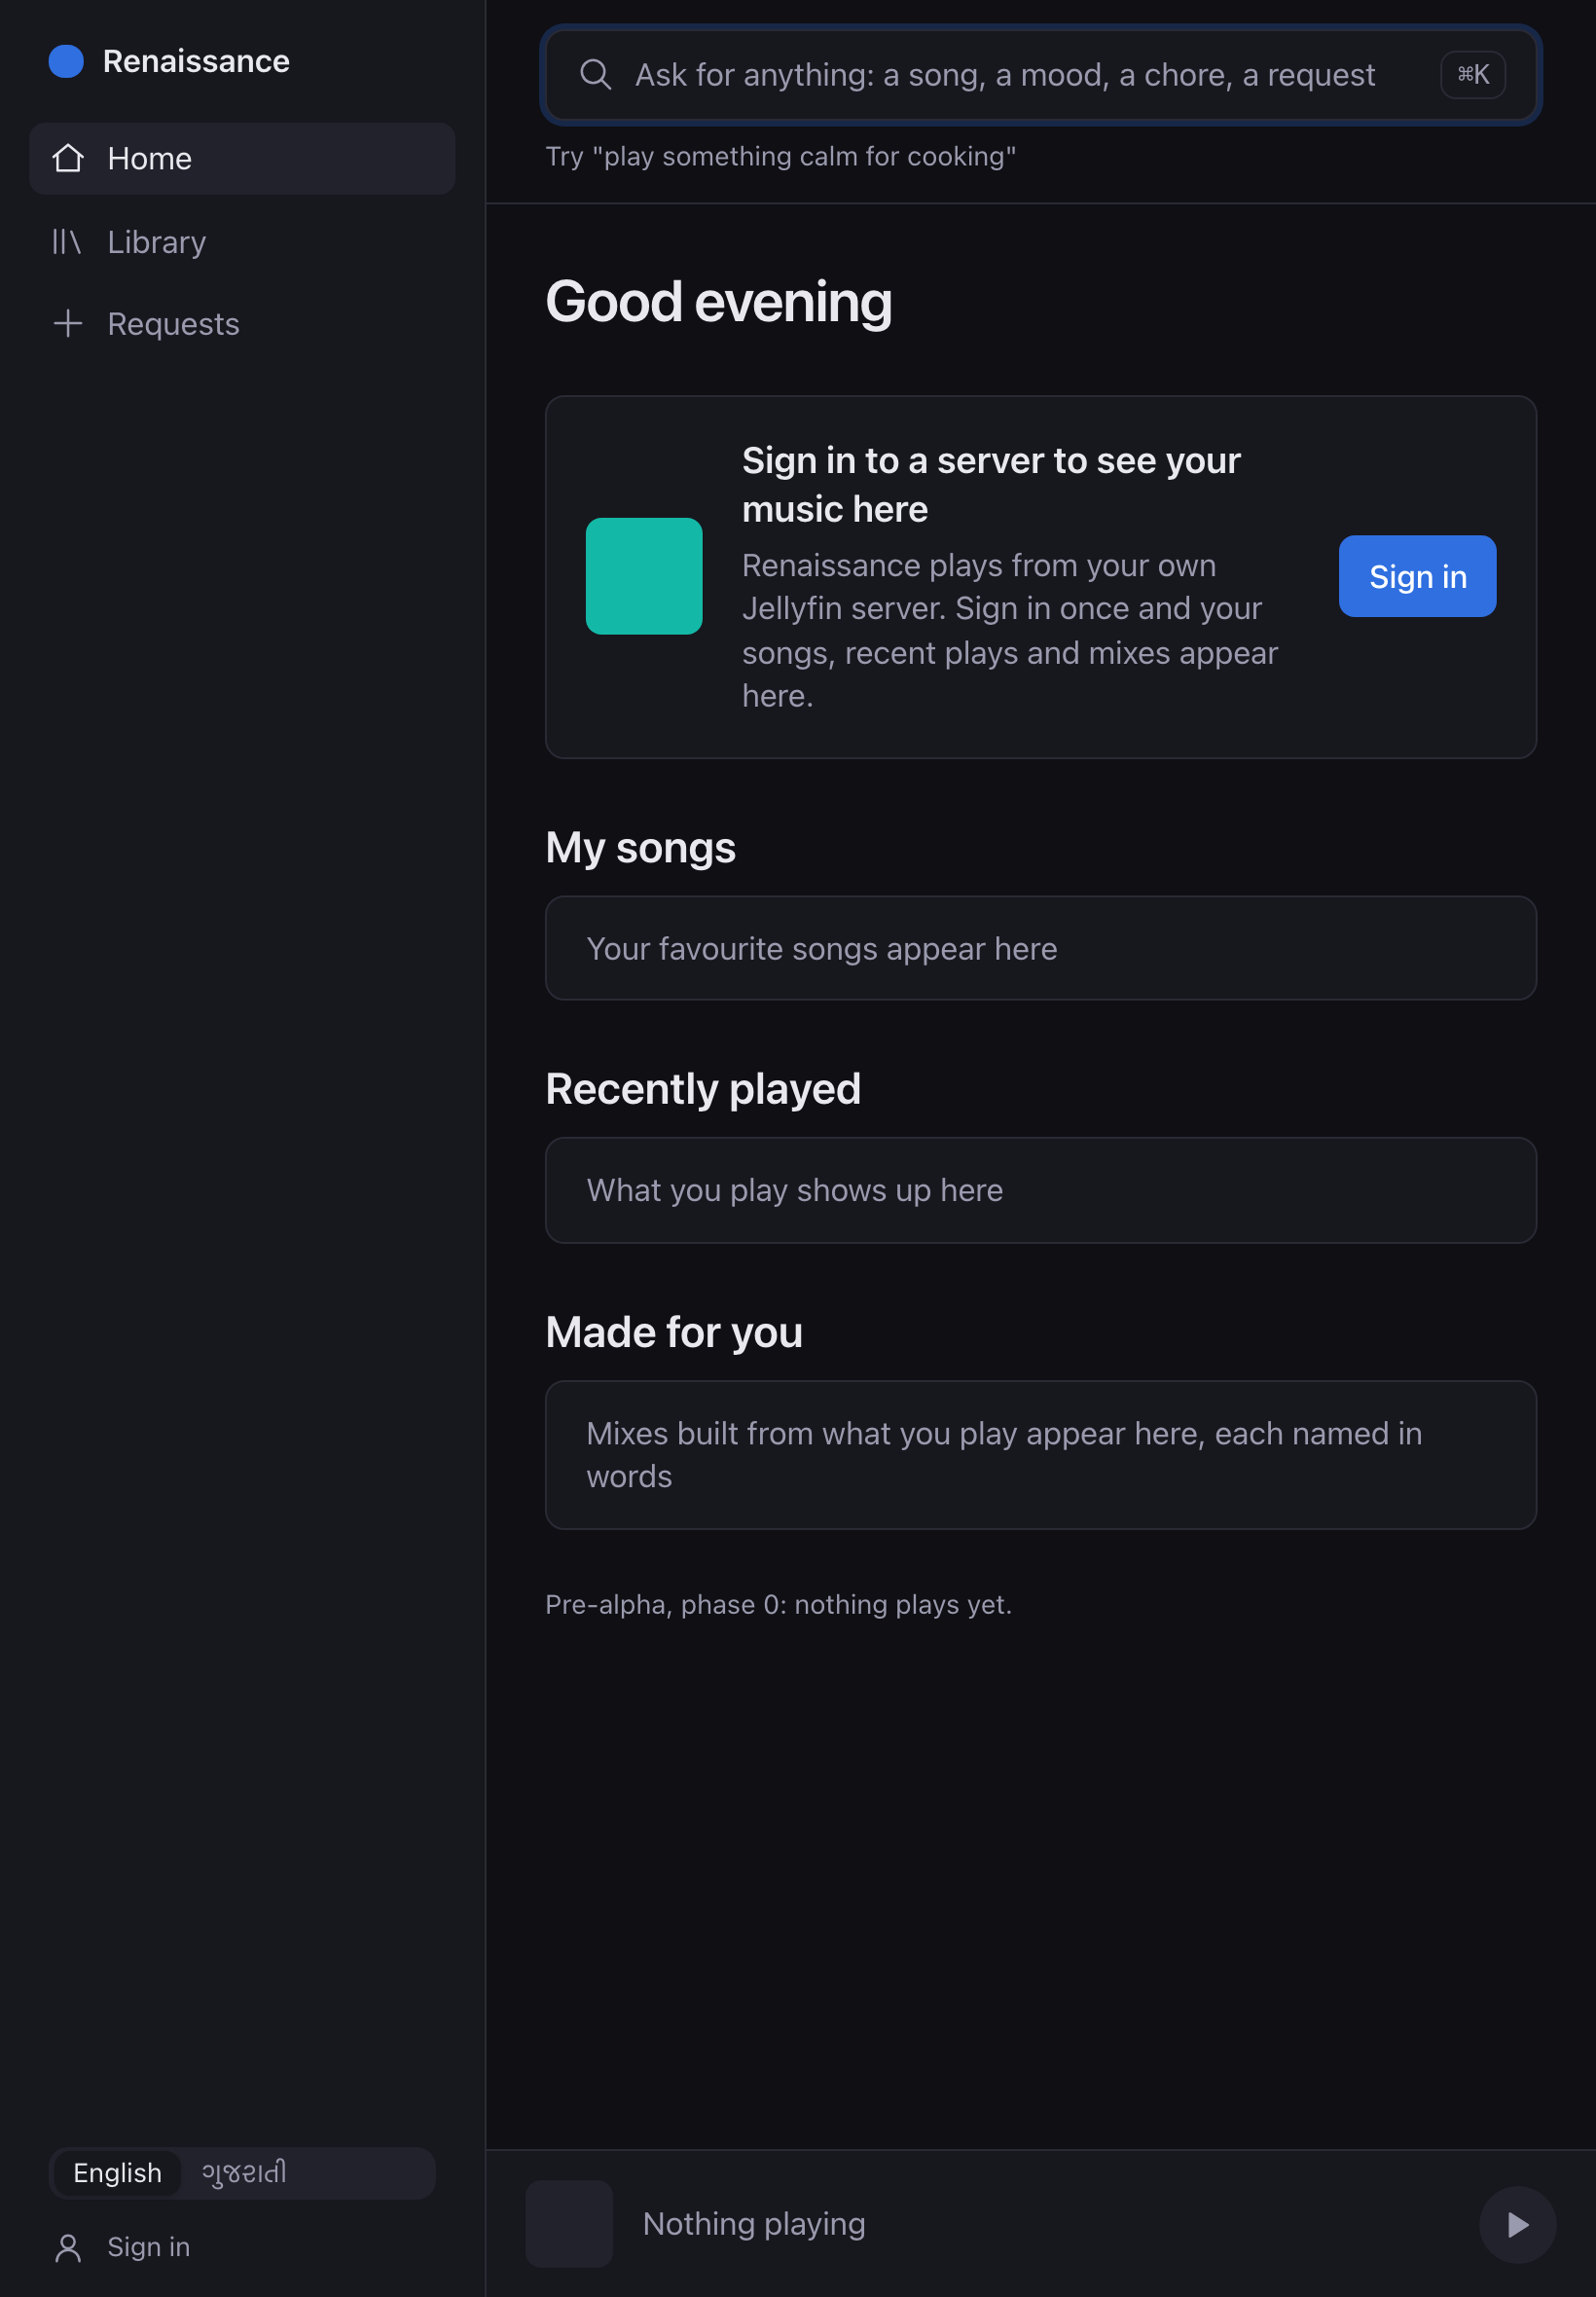 Renaissance
Home
Library
Requests
English ગુજરાતી
Sign in
Ask for anything: a song, a mood, a chore, a request ⌘K
Try "play something calm for cooking"
Good evening
Sign in to a server to see your
music here
Renaissance plays from your own
Jellyfin server. Sign in once and your
songs, recent plays and mixes appear
here.
Sign in
My songs
Your favourite songs appear here
Recently played
What you play shows up here
Made for you
Mixes built from what you play appear here, each named in
words
Pre-alpha, phase 0: nothing plays yet.
Nothing playing